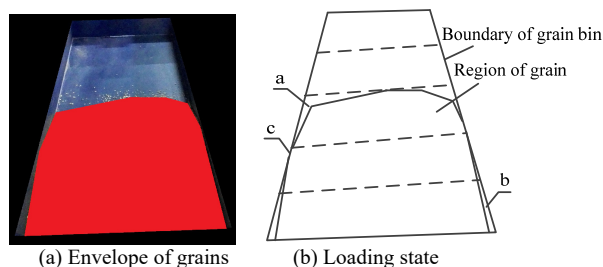 Boundary of grain bin
Region of grain
a
c
b
(a) Envelope of grains
(b) Loading state